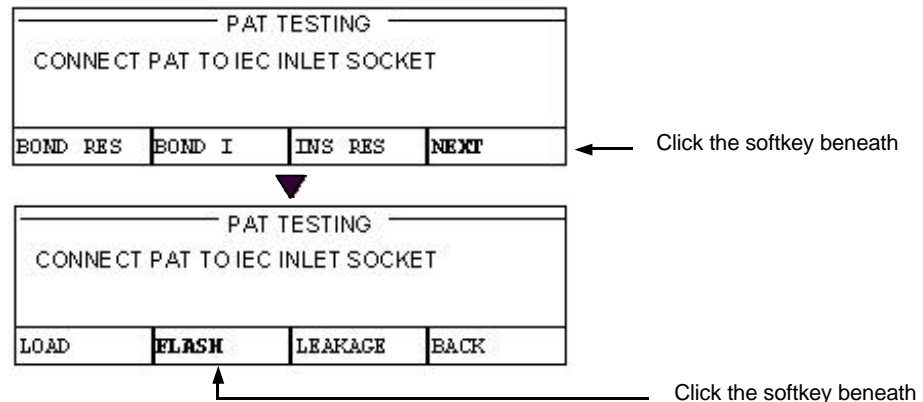 PAT TESTING
CONNECT PAT TO IEC INLET SOCKET
BOND RES BOND I INS RES NEXT
Click the softkey beneath
PAT TESTING
CONNECT PAT TO IEC INLET SOCKET
LOAD FLASH LEAKAGE BACK
Click the softkey beneath